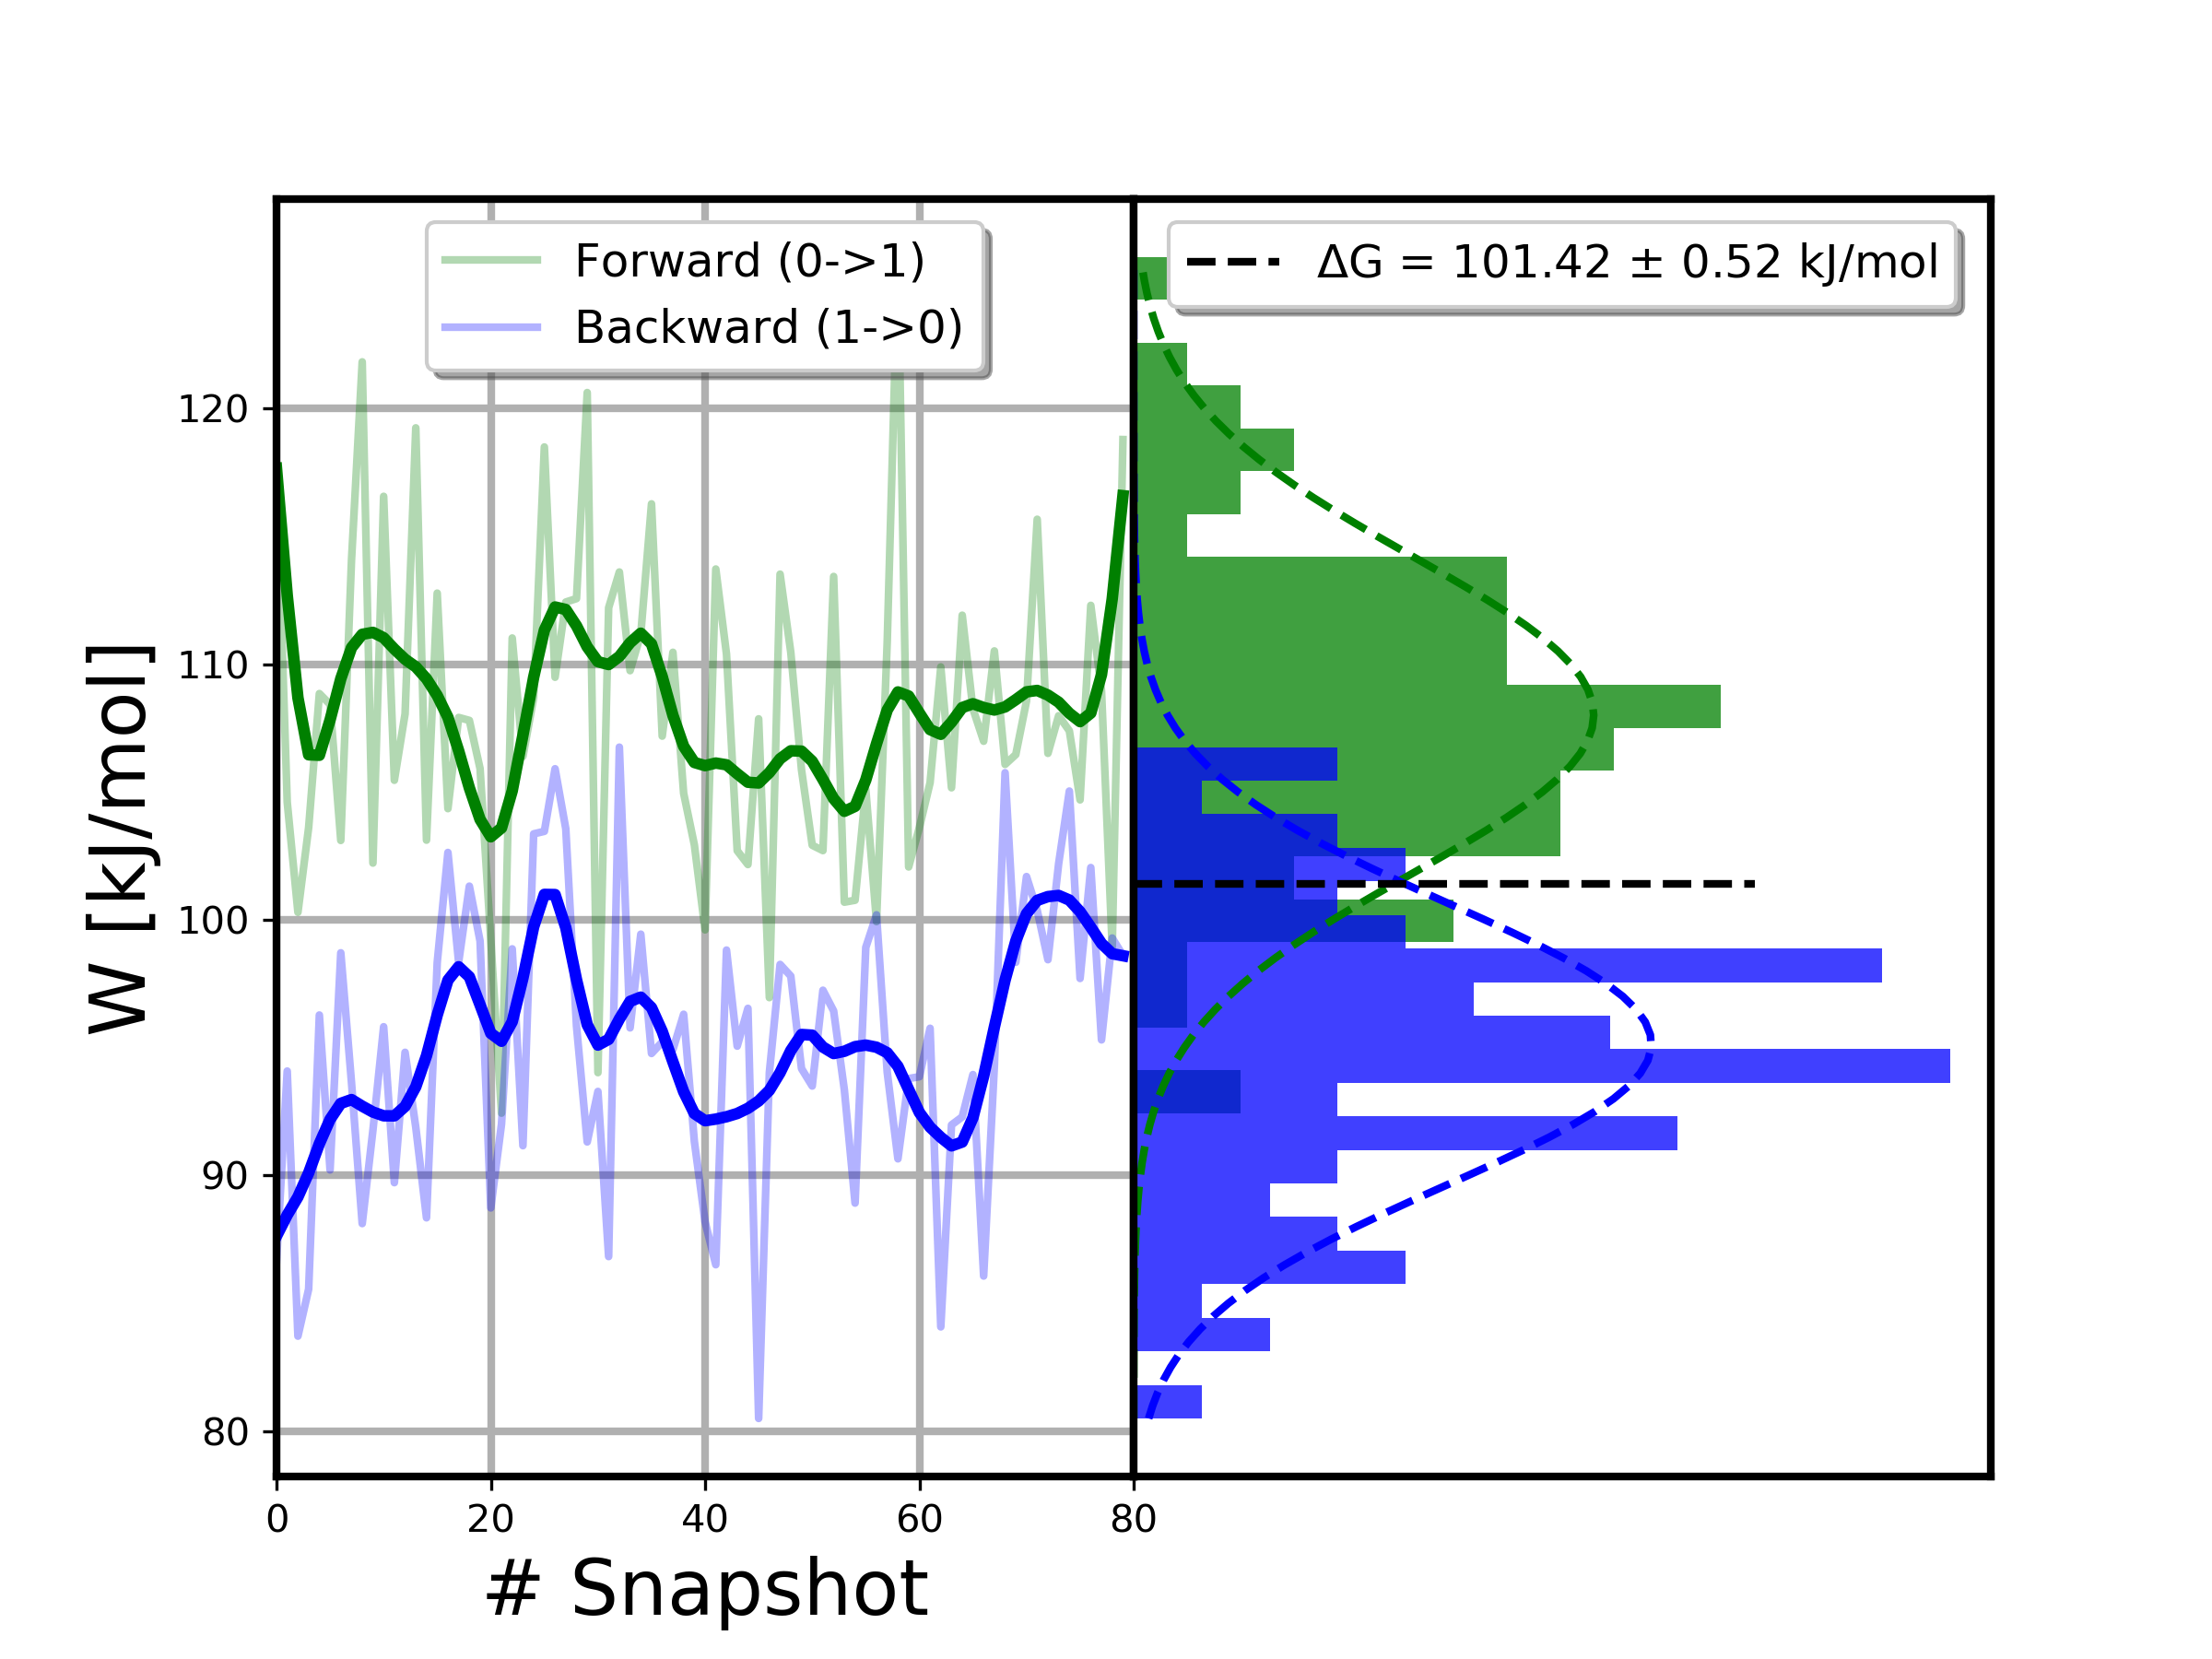 Forward (0->1)
Backward (1->0)
ΔG = 101.42 ± 0.52 kJ/mol
W [kJ/mol]
120
110
100
90
80
0
20
40
60
80
# Snapshot